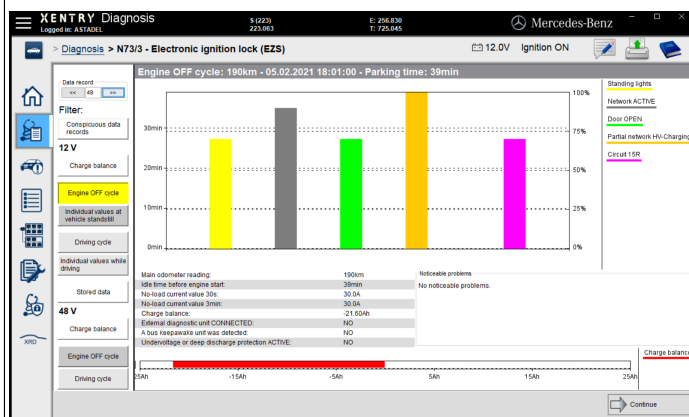 XENTRY Diagnosis
Logged in: ASTADEL
S (223)
223.063
E: 256.830
T: 725.045
Mercedes-Benz
> Diagnosis > N73/3 - Electronic ignition lock (EZS)
12.0V Ignition ON
Engine OFF cycle: 190km - 05.02.2021 18:01:00 - Parking time: 39min
Data record
<< 49 >>
Filter:
Conspicuous data records
12 V
Charge balance
Engine OFF cycle
Individual values at vehicle standstill
Driving cycle
Individual values while driving
Stored data
48 V
Charge balance
Engine OFF cycle
Driving cycle
XRD
30min
20min
10min
0min
100%
75%
50%
25%
0%
Standing lights
Network ACTIVE
Door OPEN
Partial network HV-Charging
Circuit 15R
Main odometer reading: 190km
Idle time before engine start: 39min
No-load current value 30s: 30.0A
No-load current value 3min: 30.0A
Charge balance: -21.60Ah
External diagnostic unit CONNECTED: NO
A bus keepawake unit was detected: NO
Undervoltage or deep discharge protection ACTIVE: NO
Noticeable problems
No noticeable problems.
25Ah -15Ah -5Ah 5Ah 15Ah 25Ah
Charge balance
Continue